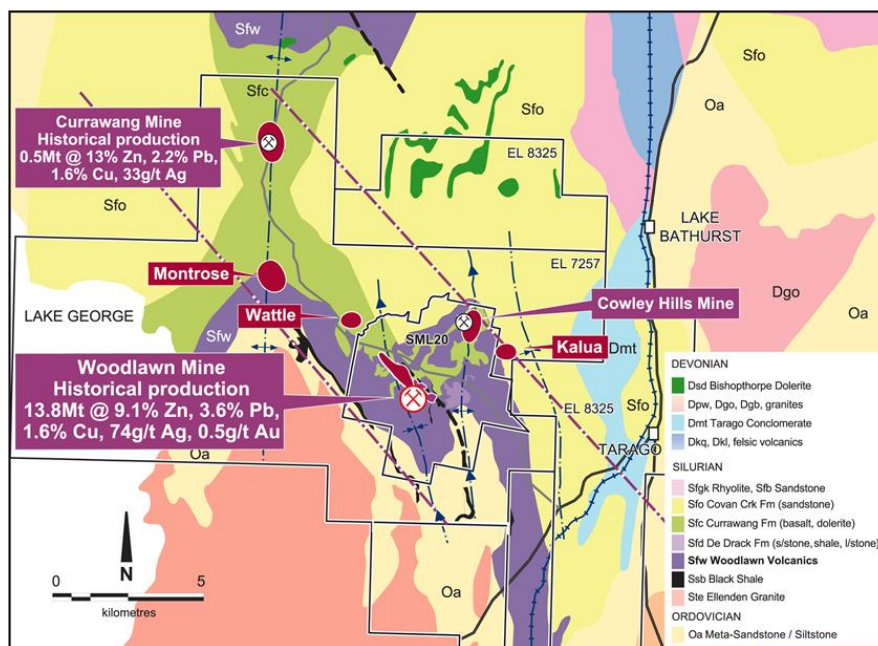 Sfw
Sfc
Sfo
Sfo
Oa
Currawang Mine
Historical production
0.5Mt @ 13% Zn, 2.2% Pb,
1.6% Cu, 33g/t Ag
EL 8325
Sfo
LAKE
BATHURST
Montrose
EL 7257
Dgo
Oa
LAKE GEORGE
Wattle
Cowley Hills Mine
Sfw
SML20
Kalua
Dmt
Woodlawn Mine
Historical production
13.8Mt @ 9.1% Zn, 3.6% Pb,
1.6% Cu, 74g/t Ag, 0.5g/t Au
EL 8325
Sfo
TARAGO
Oa
Oa
N
0 5
kilometres
DEVONIAN
Dsd Bishopthorpe Dolerite
Dpw, Dgo, Dgb, granites
Dmt Tarago Conclomerate
Dkq, Dkl, felsic volcanics
SILURIAN
Sfgk Rhyolite, Sfb Sandstone
Sfo Covan Crk Fm (sandstone)
Sfc Currawang Fm (basalt, dolerite)
Sfd De Drack Fm (s/stone, shale, l/stone)
Sfw Woodlawn Volcanics
Ssb Black Shale
Ste Ellenden Granite
ORDOVICIAN
Oa Meta-Sandstone / Siltstone